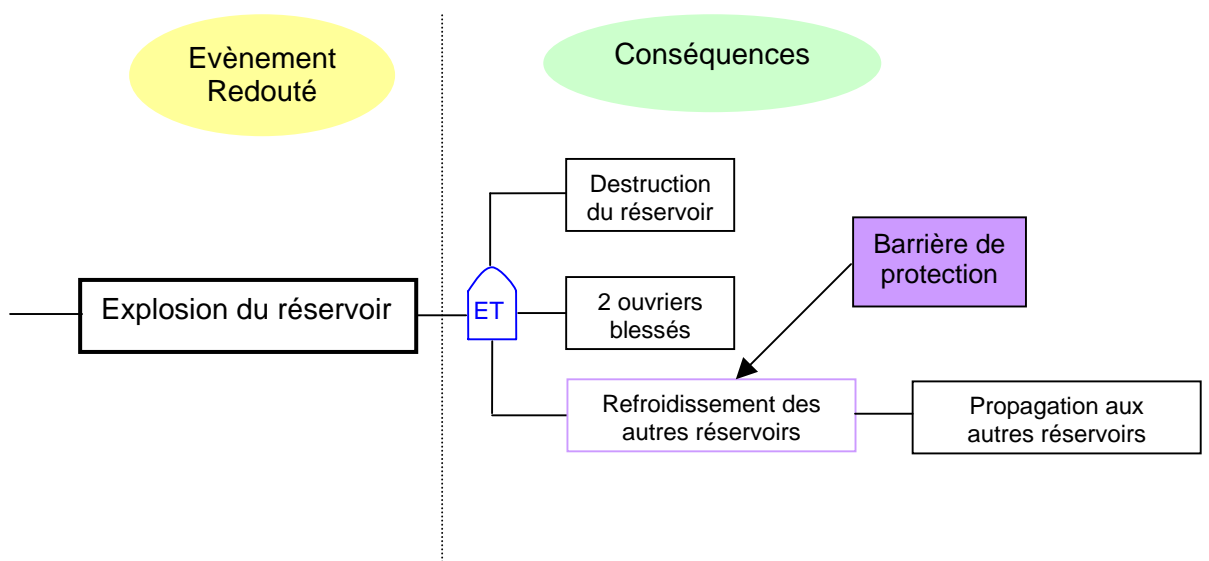 Evènement
Redouté
Conséquences
Destruction
du réservoir
Barrière de
protection
Explosion du réservoir
ET
2 ouvriers
blessés
Refroidissement des
autres réservoirs
Propagation aux
autres réservoirs